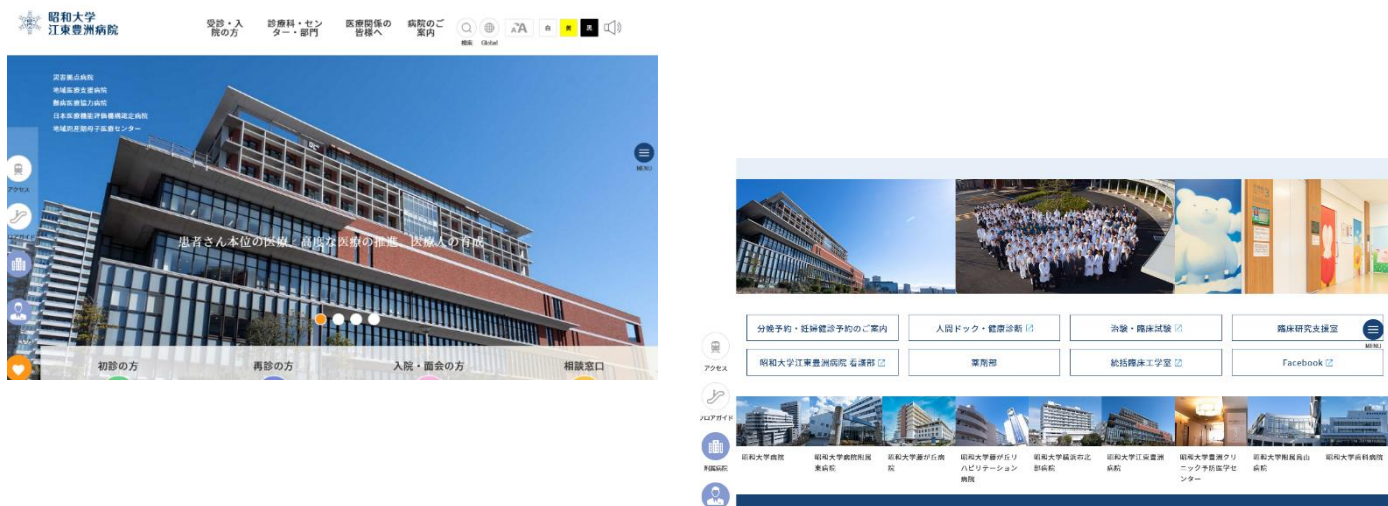 昭和大学
江東豊洲病院
受診・入
院の方
診療科・セン
ター・部門
医療関係の
皆様へ
病院のご
案内
検索
Global
AA
白
黄
黒
災害拠点病院
地域医療支援病院
難病医療協力病院
日本医療機能評価機構認定病院
地域周産期母子医療センター
MENU
アクセス
フロアガイド
患者さん本位の医療・高度な医療の推進、医療人の育成
初診の方
再診の方
入院・面会の方
相談窓口
分娩予約・妊婦健診予約のご案内
人間ドック・健康診断
治験・臨床試験
臨床研究支援室
MENU
昭和大学江東豊洲病院 看護部
薬剤部
統括臨床工学室
Facebook
アクセス
フロアガイド
附属病院
昭和大学病院
昭和大学病院附属
東病院
昭和大学藤が丘病
院
昭和大学藤が丘リ
ハビリテーション
病院
昭和大学横浜市北
部病院
昭和大学江東豊洲
病院
昭和大学豊洲クリ
ニック予防医学セ
ンター
昭和大学附属烏山
病院
昭和大学歯科病院